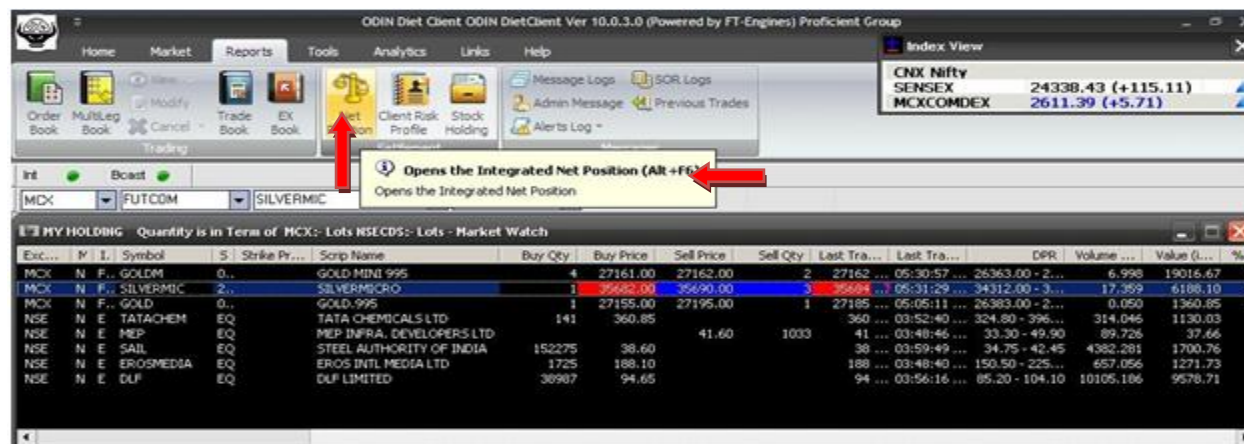 ODIN Diet Client ODIN DietClient Ver 10.0.3.0 (Powered by FT-Engines) Proficient Group
Home Market Reports Tools Analytics Links Help
Index View
CNX Nifty
SENSEX 24338.43 (+115.11)
MCXCOMDEX 2611.39 (+5.71)
Modify
Cancel
Order Book
MultiLeg Book
Trade Book
EX Book
Client Risk Profile
Stock Holding
Message Logs SOR Logs
Admin Message Previous Trades
Alerts Log
Trading
Opens the Integrated Net Position (Alt+F6)
Opens the Integrated Net Position
Int Bcast
MCX FUTCOM SILVERMIC
MY HOLDING Quantity is in Term of MCX:- Lots NSECDS:- Lots - Market Watch
Exc... I. Symbol S Strike Pr... Scrip Name Buy Qty Buy Price Sell Price Sell Qty Last Tra... Last Tra... DPR Volume ... Value (i... %
MCX N F.. GOLDM 0.. GOLD MINI 995 4 27161.00 27162.00 2 27162 ... 05:30:57 ... 26363.00 - 2... 6.998 19016.67
MCX N F.. SILVERMIC 2.. SILVERMICRO 1 35682.00 35690.00 3 35684 ... 05:31:29 ... 34312.00 - 3... 17.359 6188.10
MCX N F.. GOLD 0.. GOLD.995 1 27155.00 27195.00 1 27185 ... 05:05:11 ... 26383.00 - 2... 0.050 1360.85
NSE N E TATACHEM EQ TATA CHEMICALS LTD 141 360.85 360 ... 03:52:40 ... 324.80 - 396... 314.046 1130.03
NSE N E MEP EQ MEP INFRA. DEVELOPERS LTD 41.60 1033 41 ... 03:48:46 ... 33.30 - 49.90 89.726 37.66
NSE N E SAIL EQ STEEL AUTHORITY OF INDIA 152275 38.60 38 ... 03:59:49 ... 34.75 - 42.45 4382.281 1700.76
NSE N E EROSMEDIA EQ EROS INTL MEDIA LTD 1725 188.10 188 ... 03:48:40 ... 150.50 - 225... 657.056 1271.73
NSE N E DLF EQ DLF LIMITED 38987 94.65 94 ... 03:56:16 ... 85.20 - 104.10 10105.186 9578.71